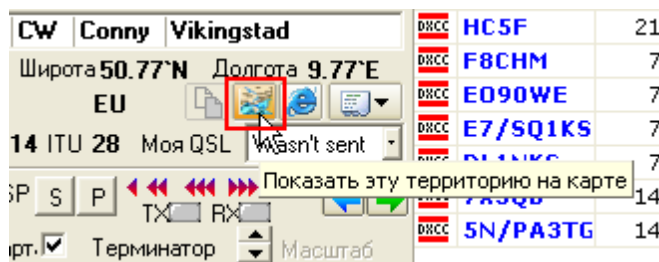 CW Conny Vikingstad
Широта 50.77`N Долгота 9.77`E
EU
14 ITU 28 Моя QSL Wasn't sent
SP S P
TX RX
Терминатор Масштаб
Показать эту территорию на карте
DXCC HC5F 21
DXCC F8CHM 7
DXCC EO90WE 7
DXCC E7/SQ1KS 7
DXCC 14
DXCC 5N/PA3TG 14